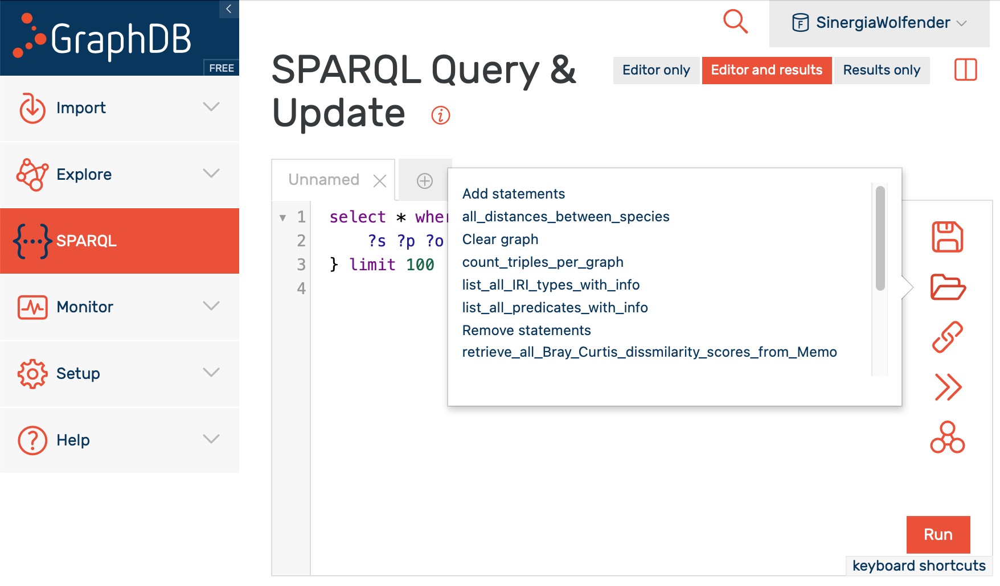 GraphDB
FREE
Import
Explore
SPARQL
Monitor
Setup
Help
SinergiaWolfender
SPARQL Query &
Update
Editor only
Editor and results
Results only
Unnamed
1 select * wher
2 ?s ?p ?o
3 } limit 100
4
Add statements
all_distances_between_species
Clear graph
count_triples_per_graph
list_all_IRI_types_with_info
list_all_predicates_with_info
Remove statements
retrieve_all_Bray_Curtis_dissmilarity_scores_from_Memo
Run
keyboard shortcuts